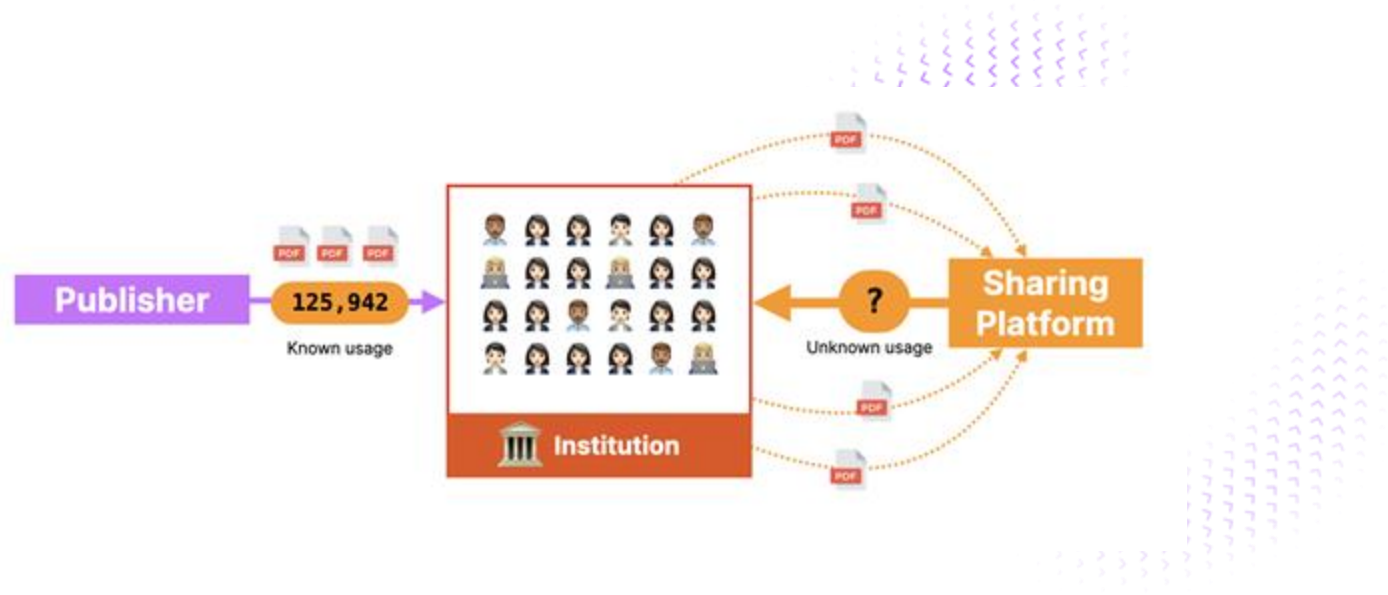 PDF
PDF
PDF PDF PDF
Publisher
125,942
Known usage
Institution
?
Unknown usage
Sharing
Platform
PDF
PDF